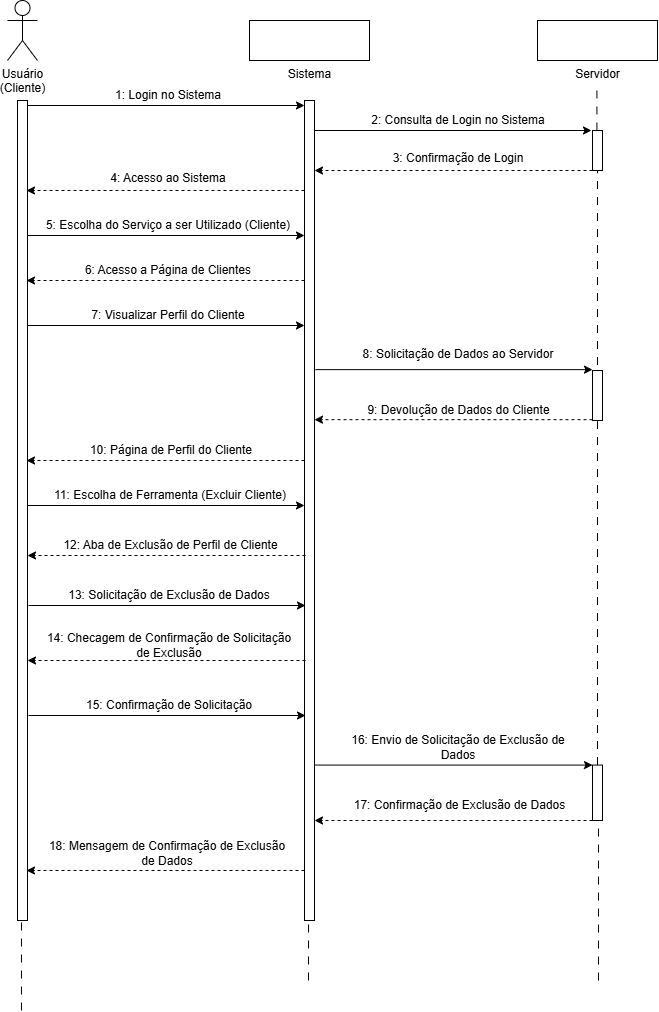 Usuário
(Cliente)
Sistema
Servidor
1: Login no Sistema
2: Consulta de Login no Sistema
3: Confirmação de Login
4: Acesso ao Sistema
5: Escolha do Serviço a ser Utilizado (Cliente)
6: Acesso a Página de Clientes
7: Visualizar Perfil do Cliente
8: Solicitação de Dados ao Servidor
9: Devolução de Dados do Cliente
10: Página de Perfil do Cliente
11: Escolha de Ferramenta (Excluir Cliente)
12: Aba de Exclusão de Perfil de Cliente
13: Solicitação de Exclusão de Dados
14: Checagem de Confirmação de Solicitação
de Exclusão
15: Confirmação de Solicitação
16: Envio de Solicitação de Exclusão de
Dados
17: Confirmação de Exclusão de Dados
18: Mensagem de Confirmação de Exclusão
de Dados